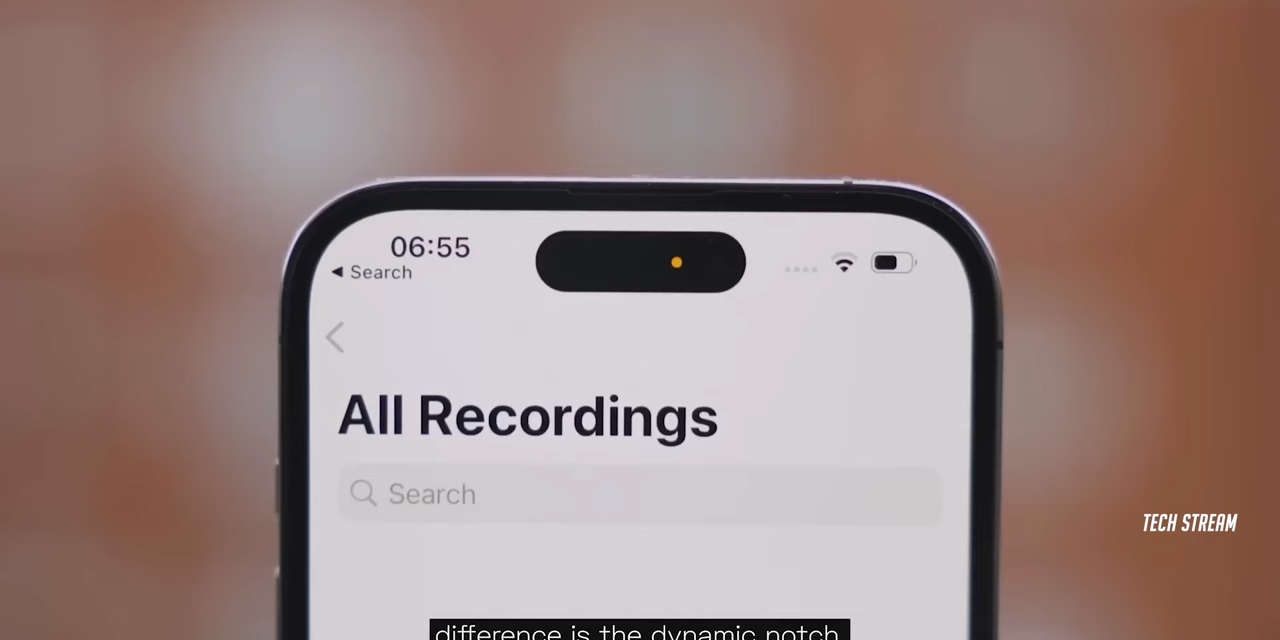 06:55
◀ Search
All Recordings
Search
TECH STREAM
difference is the dynamic notch